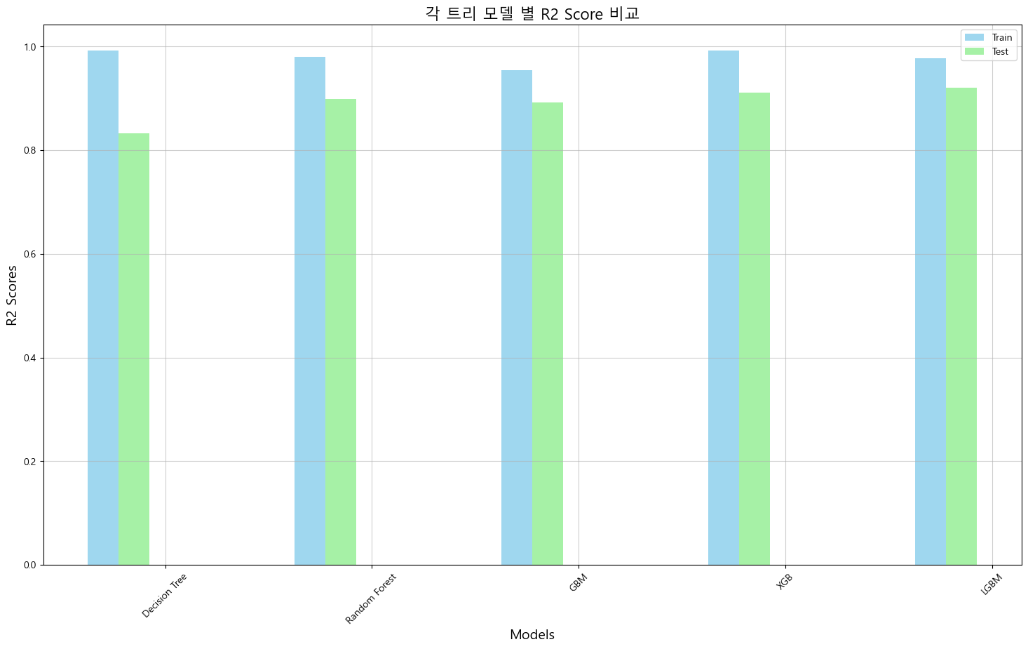 각 트리 모델 별 R2 Score 비교
Train
Test
R2 Scores
1.0
0.8
0.6
0.4
0.2
0.0
Decision Tree
Random Forest
GBM
XGB
LGBM
Models